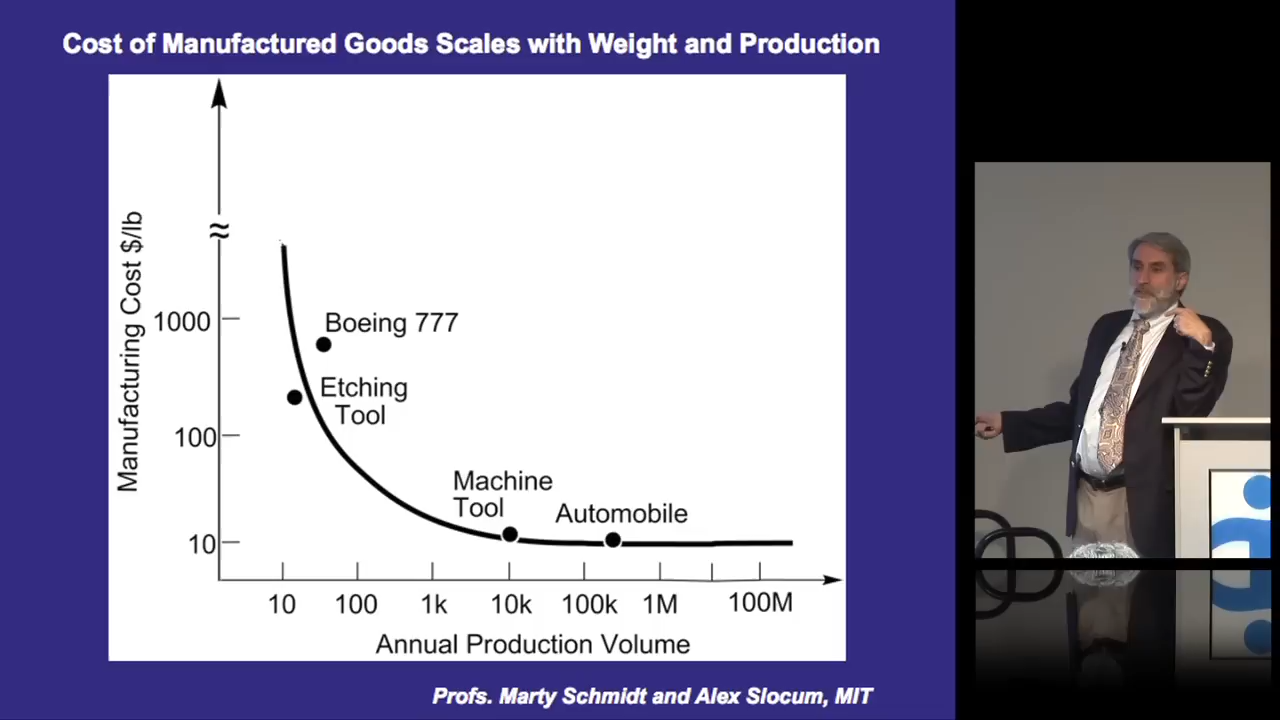 Cost of Manufactured Goods Scales with Weight and Production
Manufacturing Cost $/lb
≈
1000
100
10
Boeing 777
Etching
Tool
Machine
Tool
Automobile
10 100 1k 10k 100k 1M 100M
Annual Production Volume
Profs. Marty Schmidt and Alex Slocum, MIT